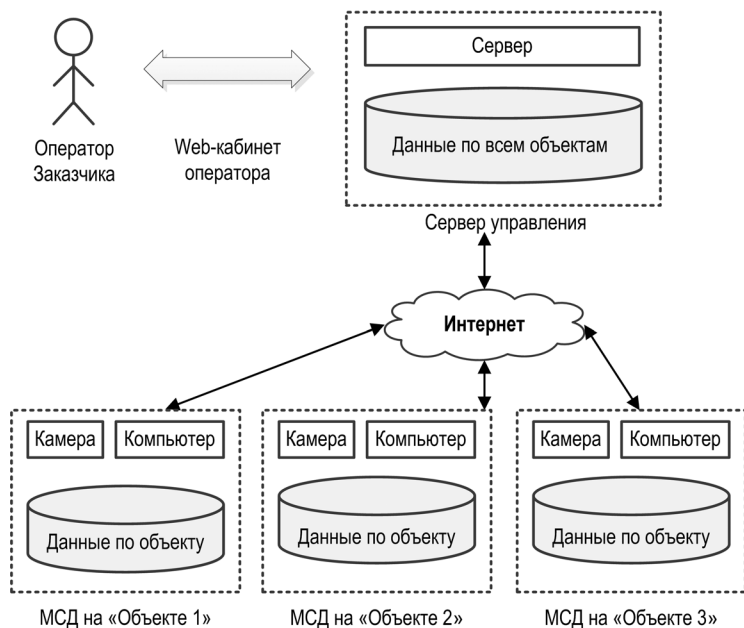 Сервер
Данные по всем объектам
Оператор
Заказчика
Web-кабинет
оператора
Сервер управления
Интернет
Камера
Компьютер
Данные по объекту
МСД на «Объекте 1»
Камера
Компьютер
Данные по объекту
МСД на «Объекте 2»
Камера
Компьютер
Данные по объекту
МСД на «Объекте 3»